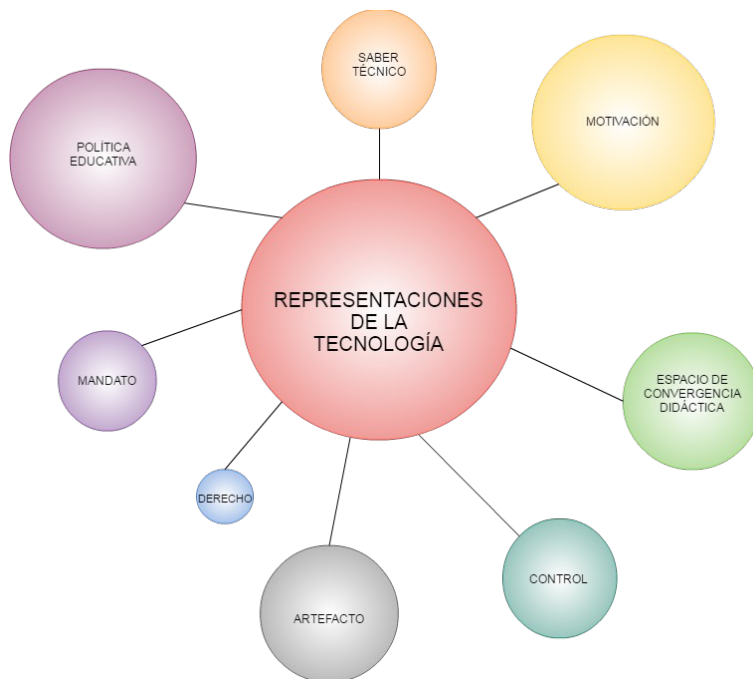 SABER
TÉCNICO
MOTIVACIÓN
POLÍTICA
EDUCATIVA
REPRESENTACIONES
DE LA
TECNOLOGÍA
MANDATO
ESPACIO DE
CONVERGENCIA
DIDÁCTICA
DERECHO
CONTROL
ARTEFACTO